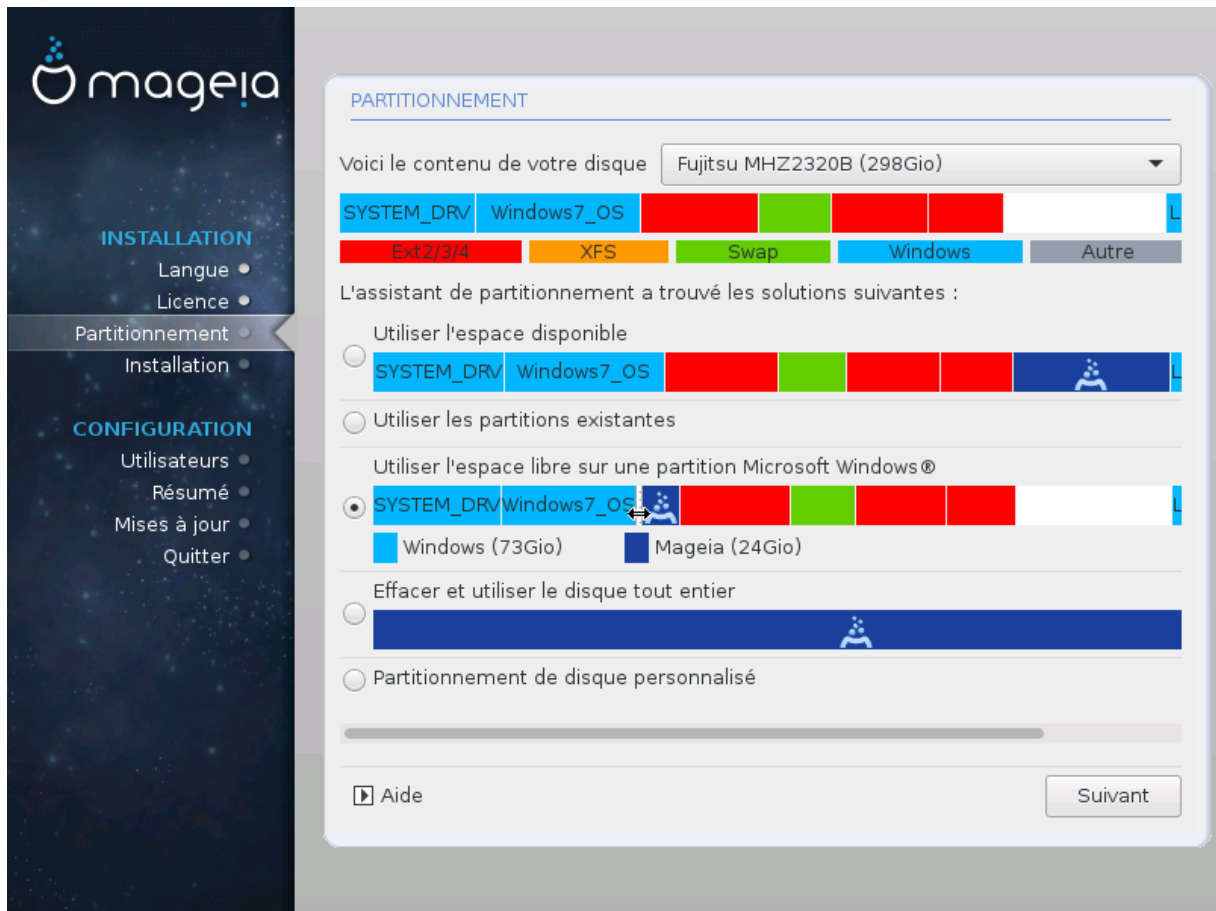 mageia
INSTALLATION
Langue
Licence
Partitionnement
Installation
CONFIGURATION
Utilisateurs
Résumé
Mises à jour
Quitter
PARTITIONNEMENT
Voici le contenu de votre disque Fujitsu MHZ2320B (298Gio)
SYSTEM_DRV Windows7_OS L
Ext2/3/4 XFS Swap Windows Autre
L'assistant de partitionnement a trouvé les solutions suivantes :
Utiliser l'espace disponible
SYSTEM_DRV Windows7_OS L
Utiliser les partitions existantes
Utiliser l'espace libre sur une partition Microsoft Windows®
SYSTEM_DRV Windows7_OS L
Windows (73Gio) Mageia (24Gio)
Effacer et utiliser le disque tout entier
Partitionnement de disque personnalisé
Aide Suivant